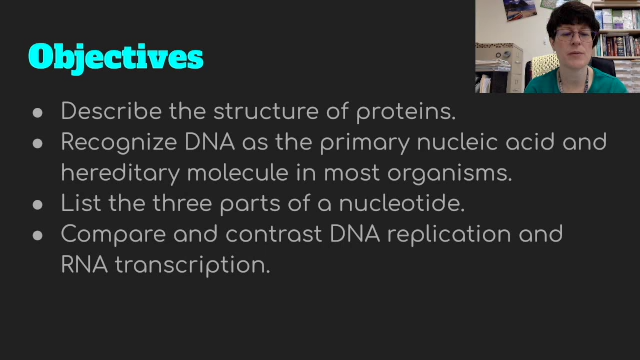 Objectives
● Describe the structure of proteins.
● Recognize DNA as the primary nucleic acid and
hereditary molecule in most organisms.
● List the three parts of a nucleotide.
● Compare and contrast DNA replication and
RNA transcription.